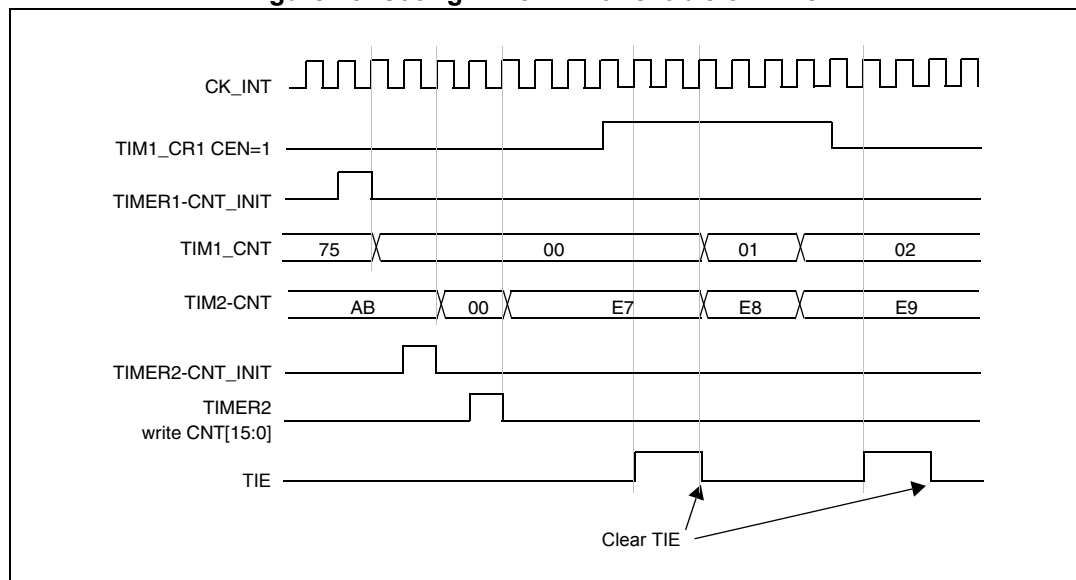 CK_INT
TIM1_CR1 CEN=1
TIMER1-CNT_INIT
TIM1_CNT
75
00
01
02
TIM2-CNT
AB
00
E7
E8
E9
TIMER2-CNT_INIT
TIMER2
write CNT[15:0]
TIE
Clear TIE